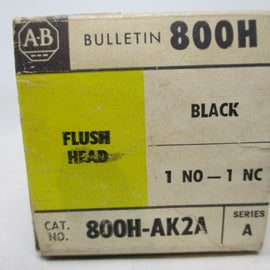 A-B
BULLETIN 800H
FLUSH
HEAD
BLACK
1 NO – 1 NC
CAT.
NO.
800H-AK2A
SERIES
A